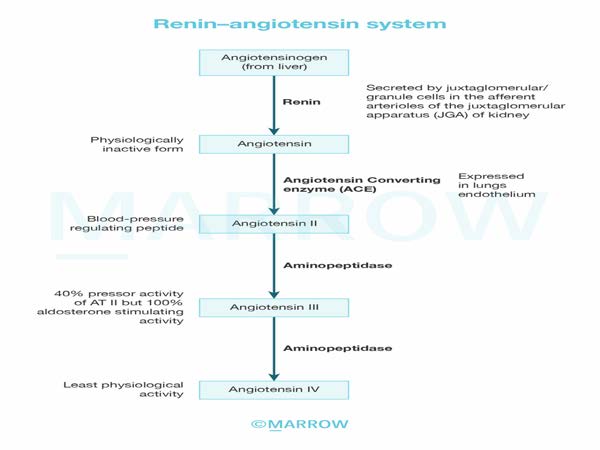 Renin–angiotensin system
Angiotensinogen
(from liver)
Renin
Secreted by juxtaglomerular/
granule cells in the afferent
arterioles of the juxtaglomerular
apparatus (JGA) of kidney
Physiologically
inactive form
Angiotensin
Angiotensin Converting
enzyme (ACE)
Expressed
in lungs
endothelium
MARROW
Blood-pressure
regulating peptide
Angiotensin II
Aminopeptidase
40% pressor activity
of AT II but 100%
aldosterone stimulating
activity
Angiotensin III
Aminopeptidase
Least physiological
activity
Angiotensin IV
©MARROW